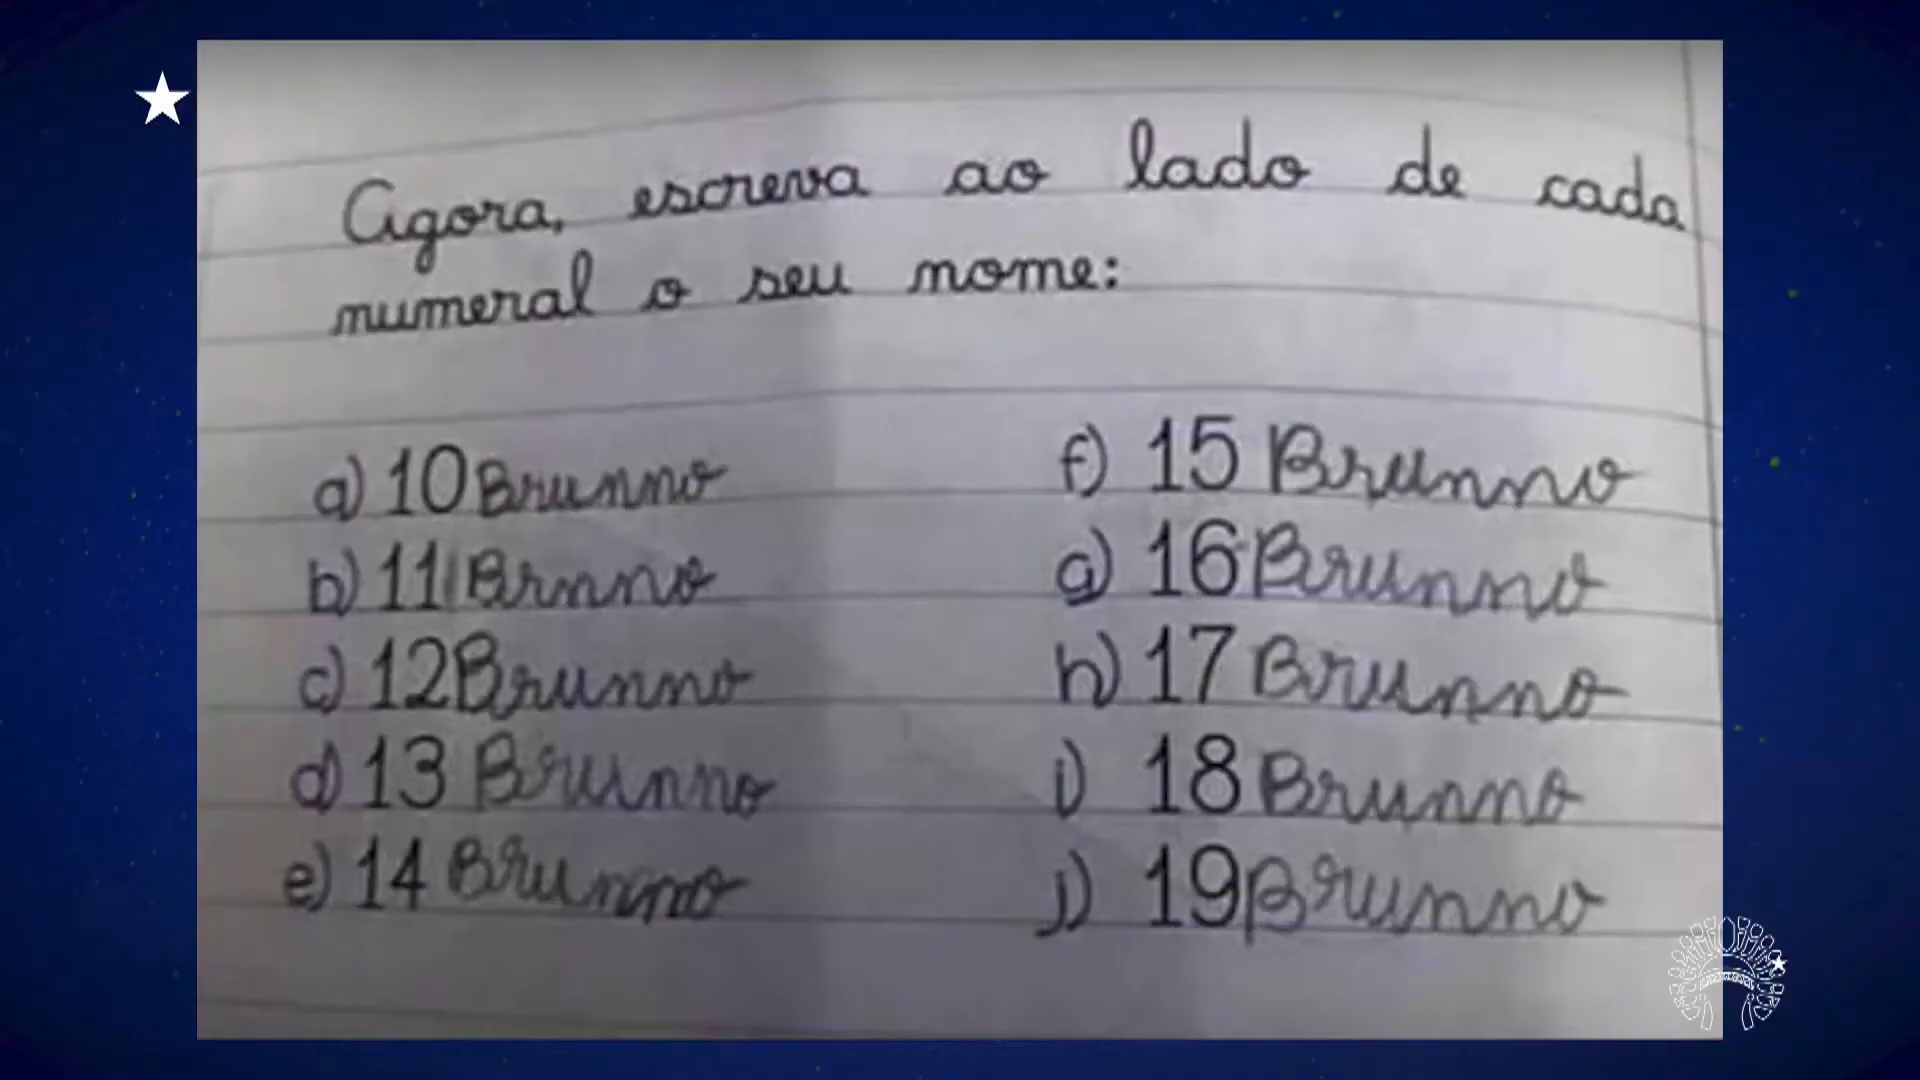 Agora, escreva ao lado de cada
numeral o seu nome:
a) 10 Brunno
b) 11 Brnno
c) 12 Brunno
d) 13 Brunno
e) 14 Brunno
f) 15 Brunno
g) 16 Brunno
h) 17 Brunno
i) 18 Brunno
j) 19 Brunno